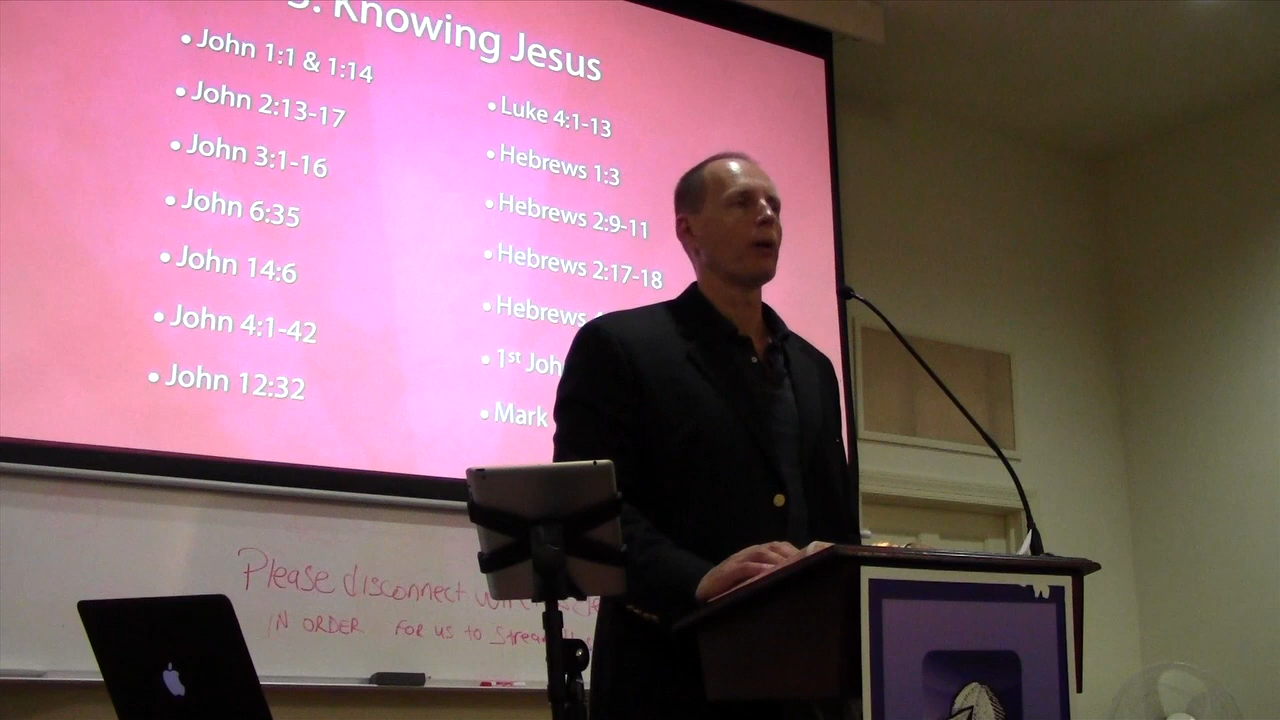 Knowing Jesus
• John 1:1 & 1:14
• John 2:13-17
• John 3:1-16
• John 6:35
• John 14:6
• John 4:1-42
• John 12:32
• Luke 4:1-13
• Hebrews 1:3
• Hebrews 2:9-11
• Hebrews 2:17-18
• Hebrews
• 1st
• Mark
Please disconnect
IN ORDER FOR US TO